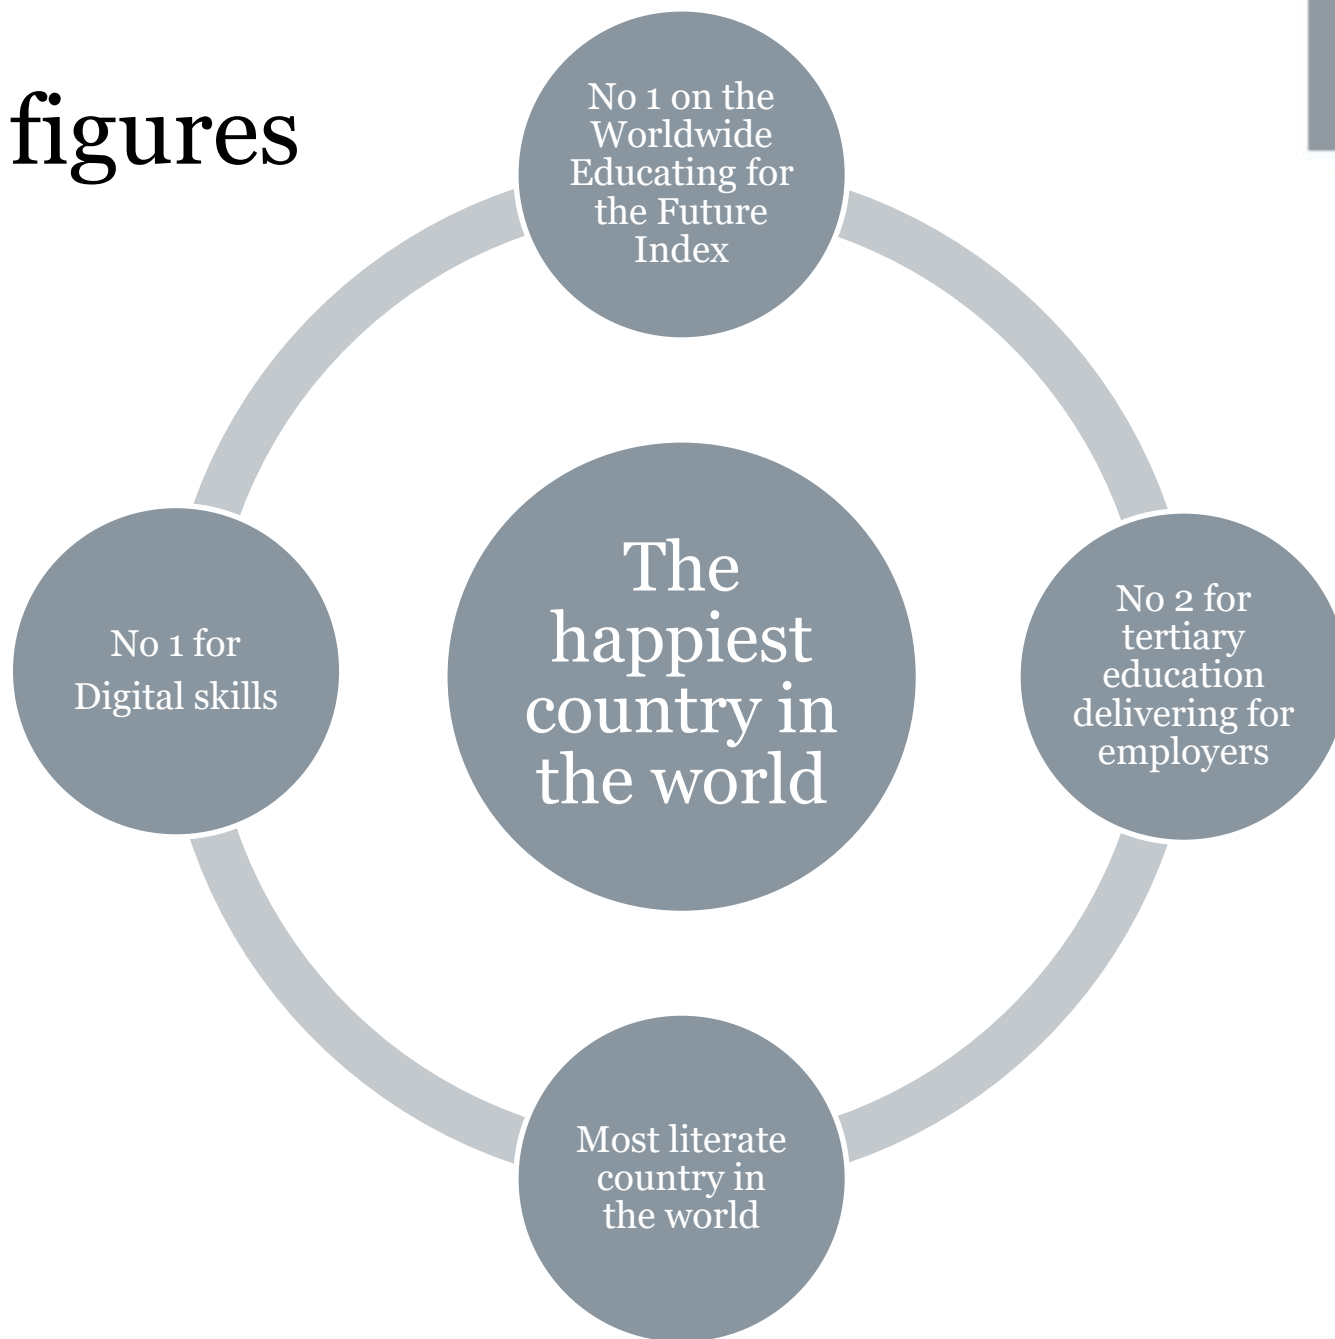 figures
No 1 on the
Worldwide
Educating for
the Future
Index
No 1 for
Digital skills
The
happiest
country in
the world
No 2 for
tertiary
education
delivering for
employers
Most literate
country in
the world